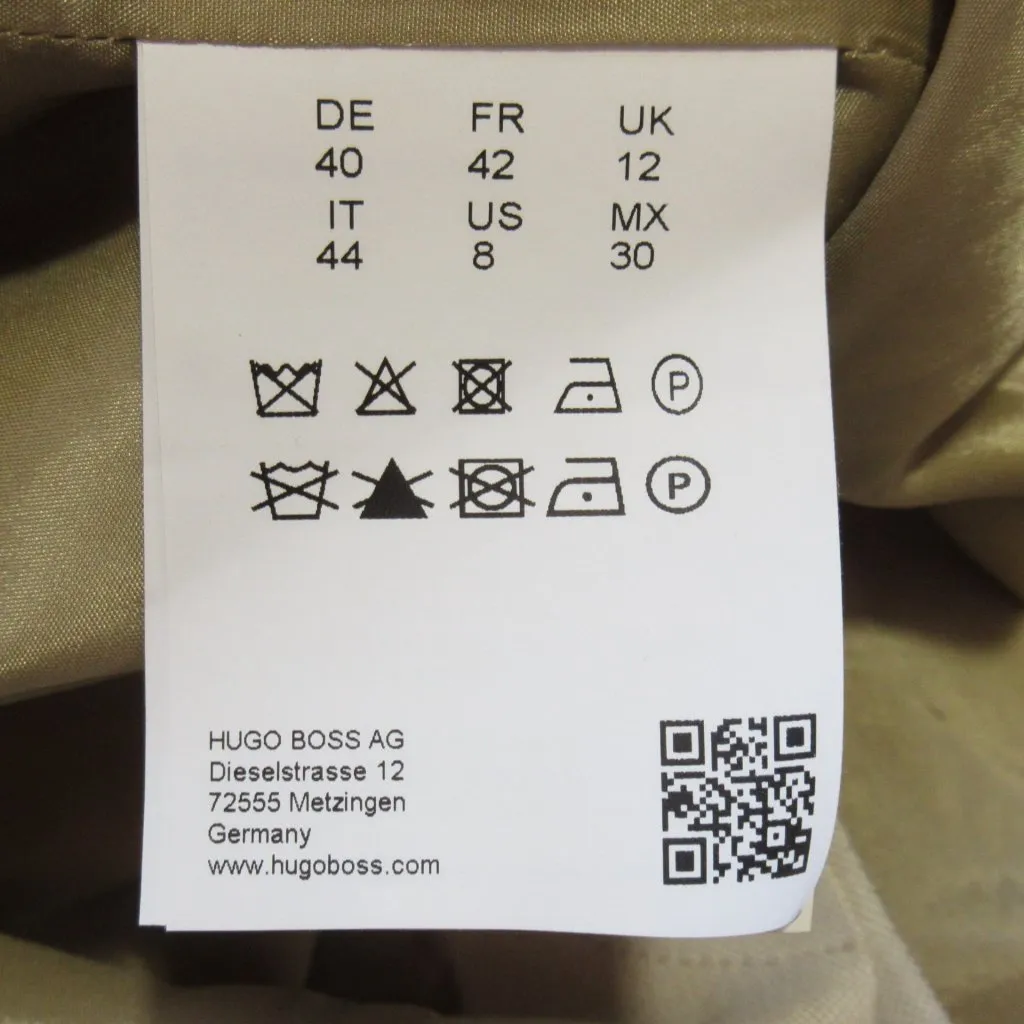 DE FR UK
40 42 12
IT US MX
44 8 30
P
P
HUGO BOSS AG
Dieselstrasse 12
72555 Metzingen
Germany
www.hugoboss.com